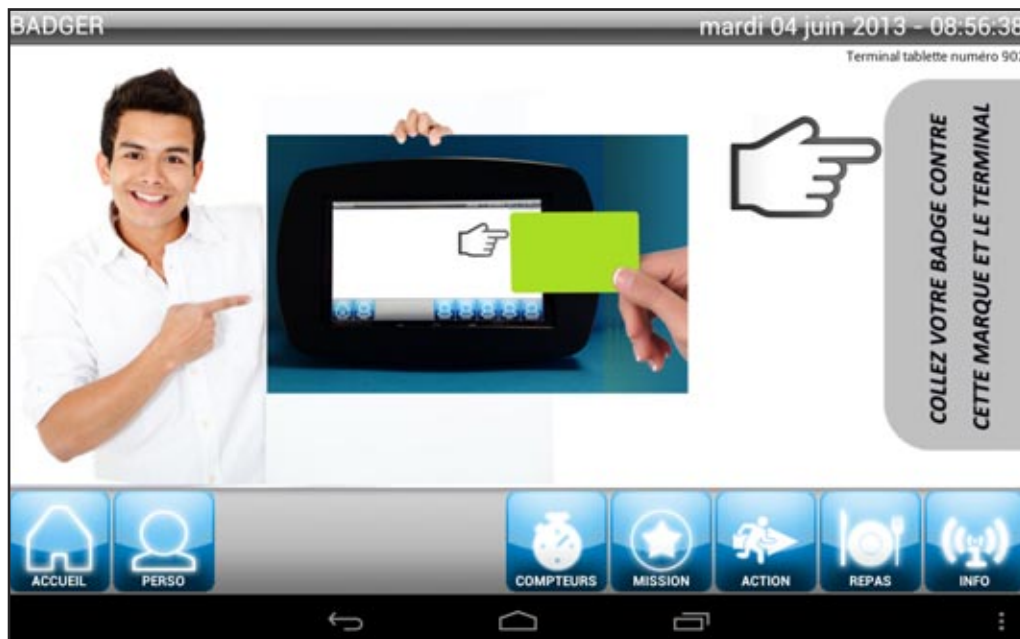 BADGER
mardi 04 juin 2013 - 08:56:38
Terminal tablette numéro 902
COLLEZ VOTRE BADGE CONTRE
CETTE MARQUE ET LE TERMINAL
ACCUEIL
PERSO
COMPTEURS
MISSION
ACTION
REPAS
INFO